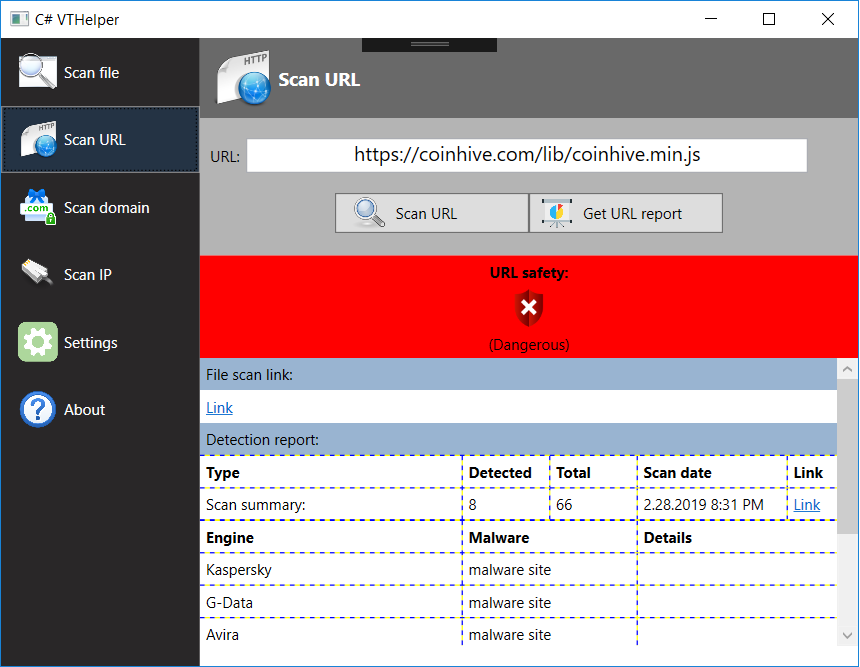 C# VTHelper
Scan file
Scan URL
Scan domain
Scan IP
Settings
About
HTTP
Scan URL
URL: https://coinhive.com/lib/coinhive.min.js
Scan URL Get URL report
URL safety:
(Dangerous)
File scan link:
Link
Detection report:
Type Detected Total Scan date Link
Scan summary: 8 66 2.28.2019 8:31 PM Link
Engine Malware Details
Kaspersky malware site
G-Data malware site
Avira malware site
HTTP
.com